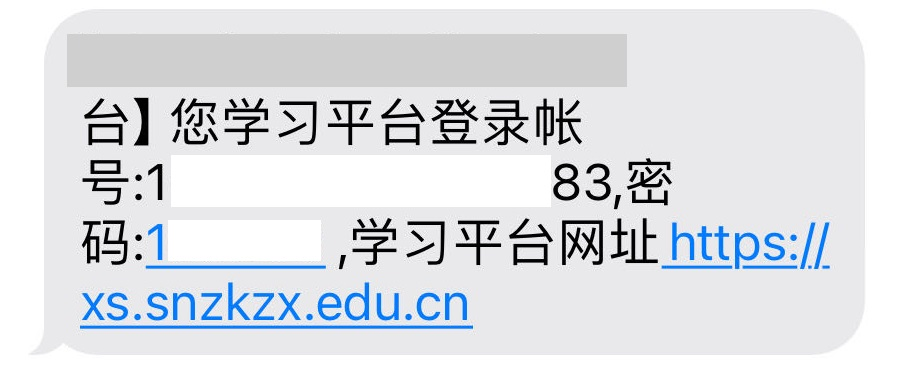 台】您学习平台登录帐
号:1 83,密
码:1 ,学习平台网址 https://
xs.snzkzx.edu.cn